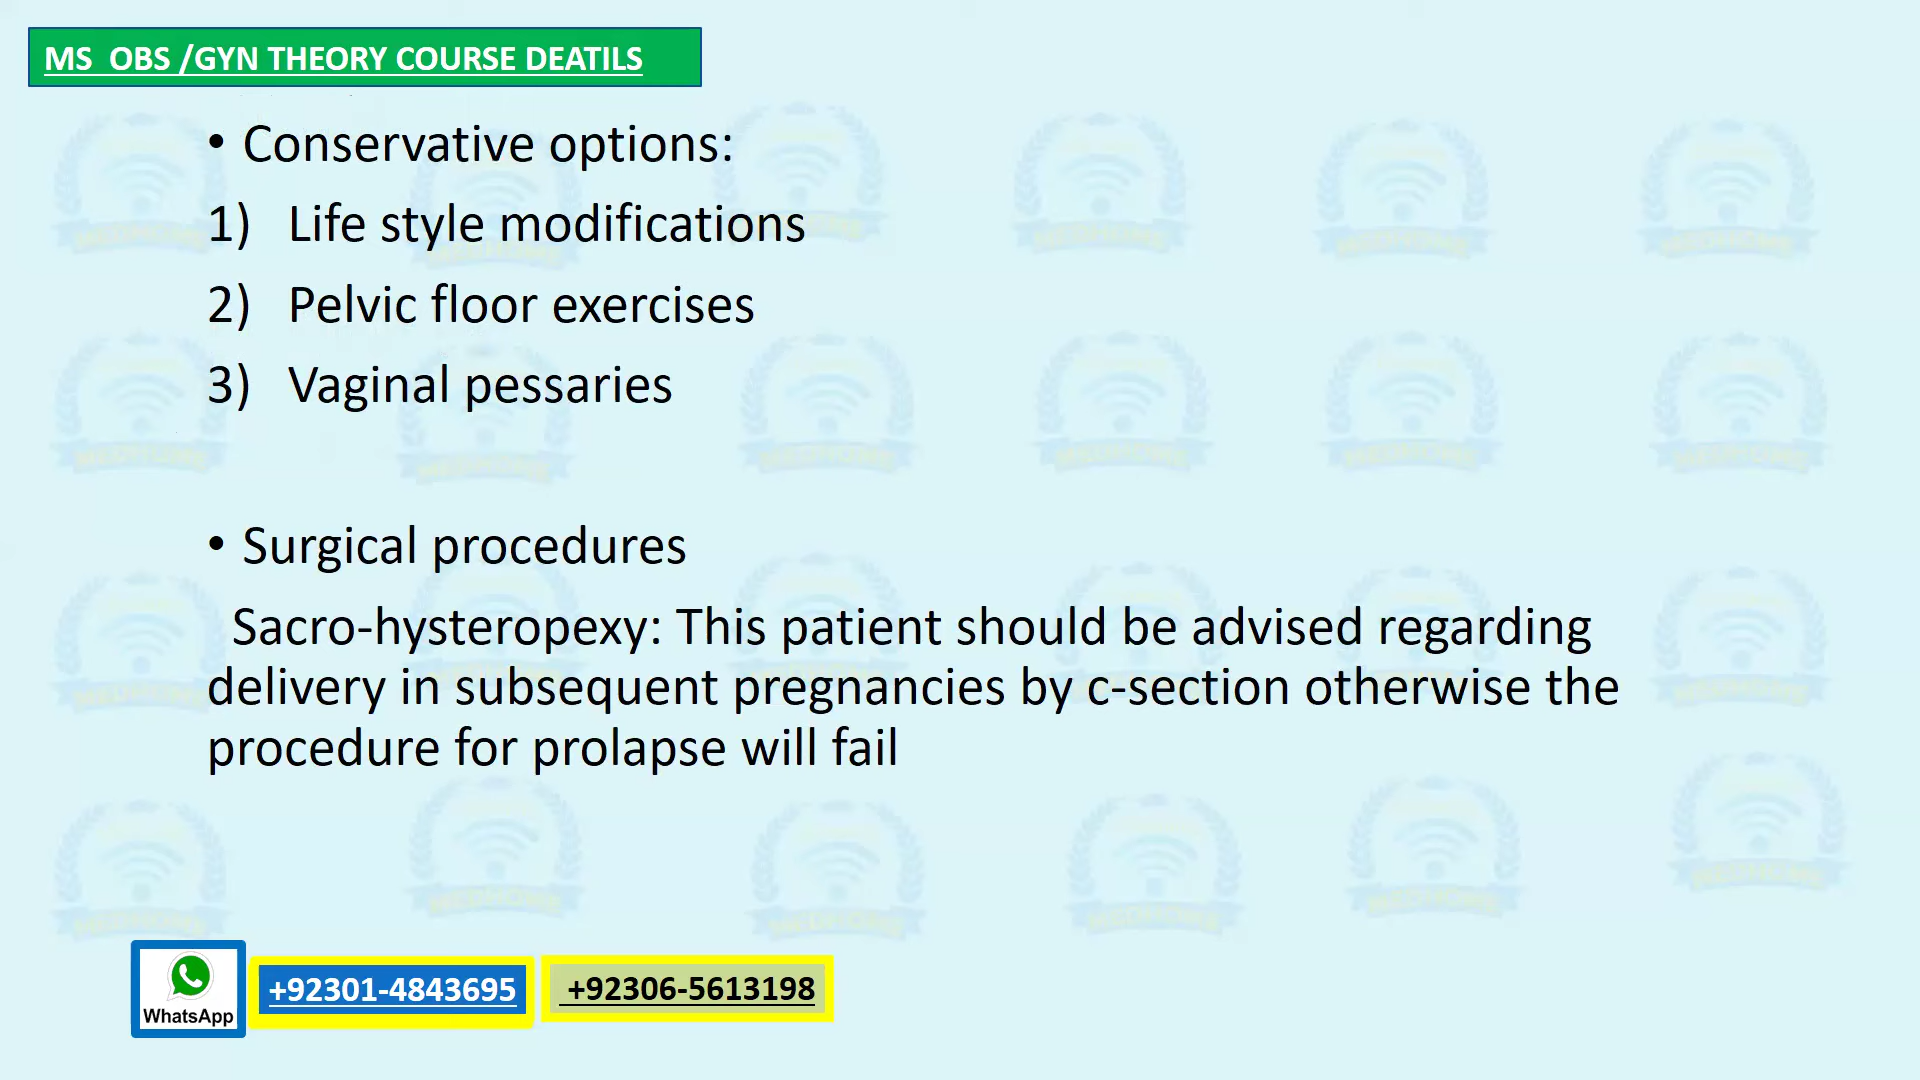 MS OBS /GYN THEORY COURSE DEATILS
• Conservative options:
1) Life style modifications
2) Pelvic floor exercises
3) Vaginal pessaries
• Surgical procedures
Sacro-hysteropexy: This patient should be advised regarding
delivery in subsequent pregnancies by c-section otherwise the
procedure for prolapse will fail
WhatsApp
+92301-4843695
+92306-5613198